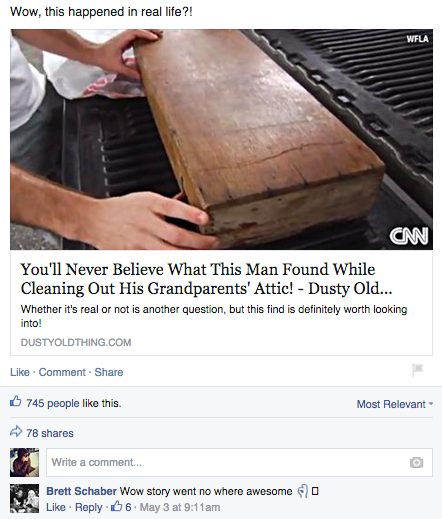 Wow, this happened in real life?!
WFLA
CNN
You'll Never Believe What This Man Found While
Cleaning Out His Grandparents' Attic! - Dusty Old...
Whether it's real or not is another question, but this find is definitely worth looking
into!
DUSTYOLDTHING.COM
Like · Comment · Share
745 people like this.
Most Relevant
78 shares
Write a comment...
Brett Schaber Wow story went no where awesome
Like · Reply · 6 · May 3 at 9:11am